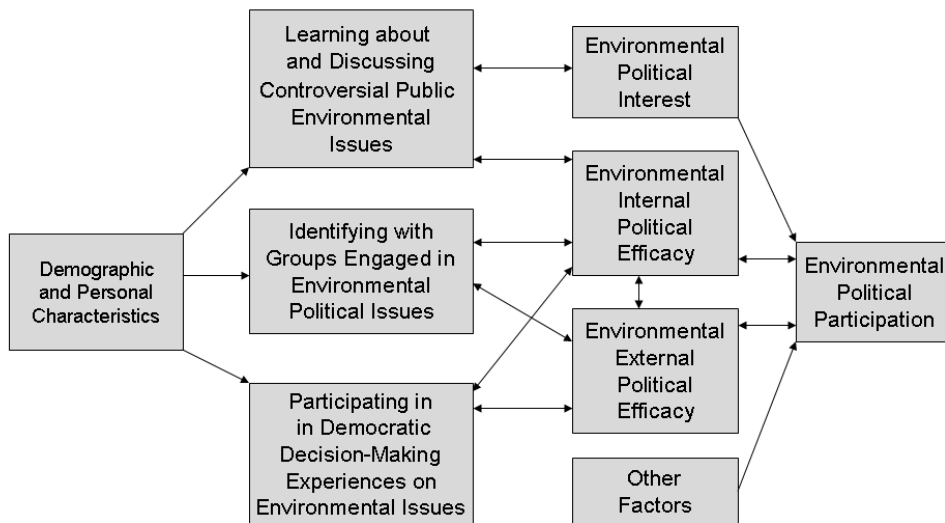 Learning about
and Discussing
Controversial Public
Environmental
Issues
Environmental
Political
Interest
Environmental
Internal
Political
Efficacy
Identifying with
Groups Engaged in
Environmental
Political Issues
Demographic
and Personal
Characteristics
Environmental
Political
Participation
Environmental
External
Political
Efficacy
Participating in
in Democratic
Decision-Making
Experiences on
Environmental Issues
Other
Factors